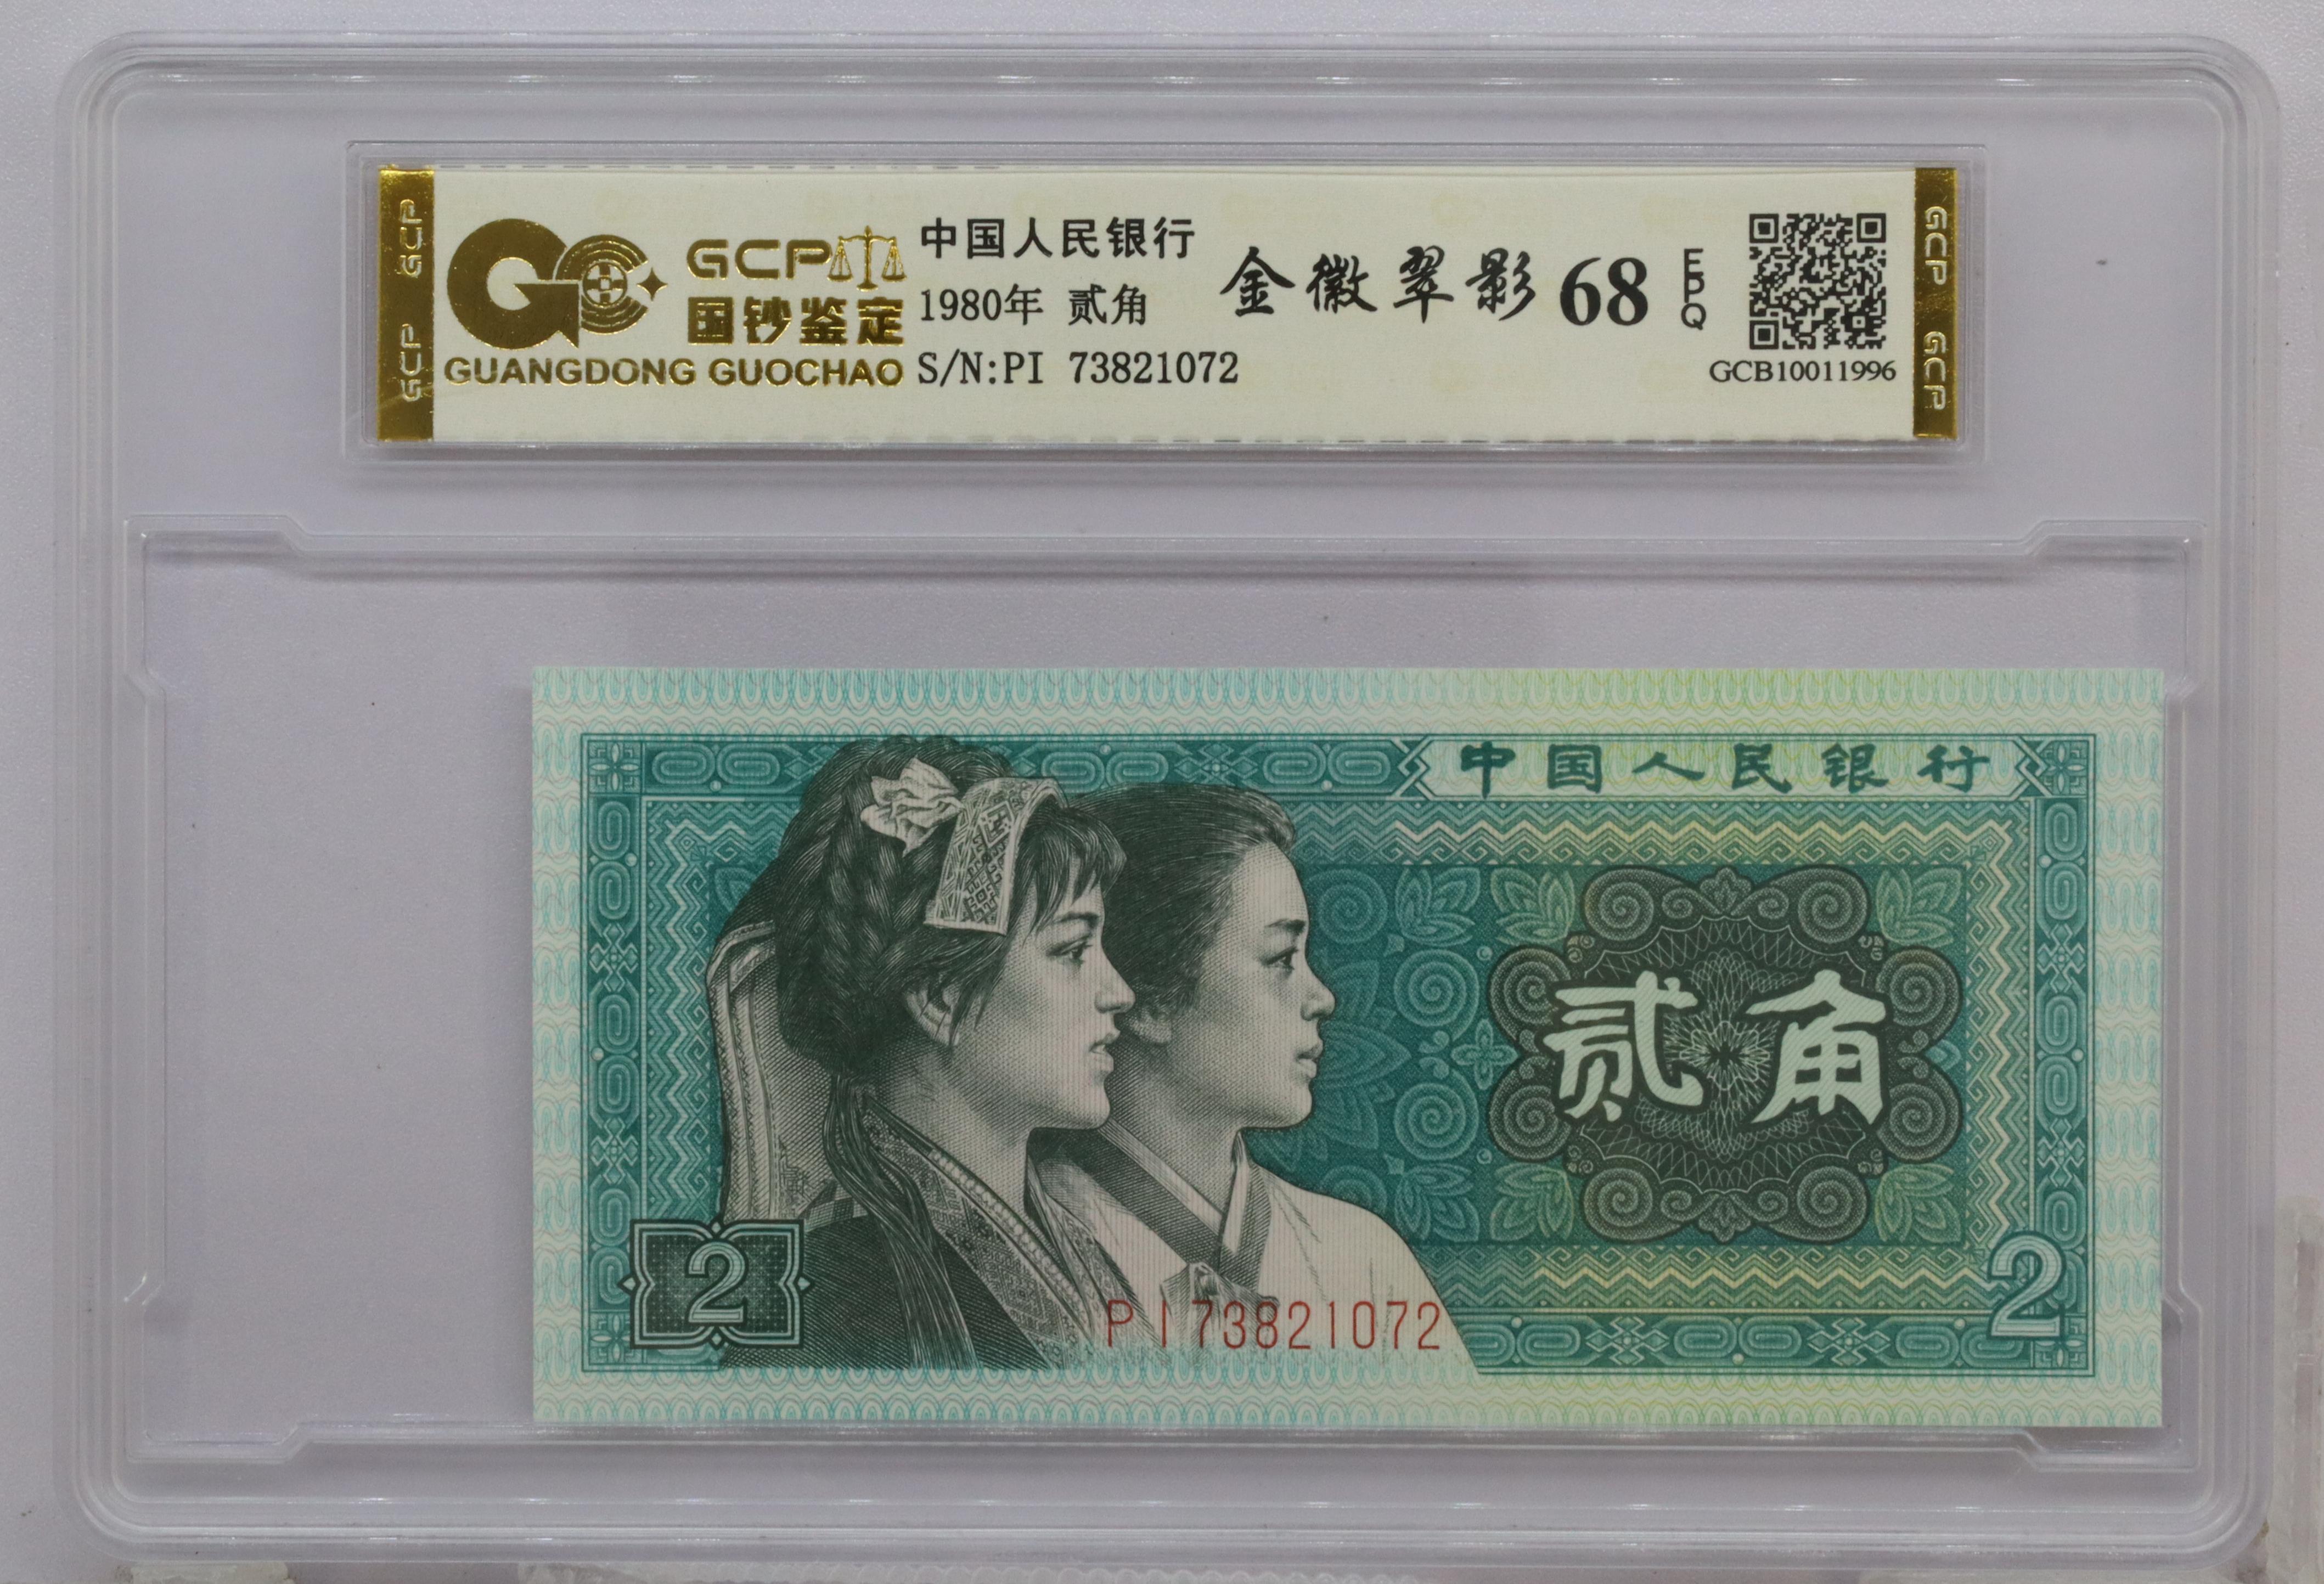 GCP GCP
GCP
国钞鉴定
GUANGDONG GUOCHAO
中国人民银行
1980年 贰角
S/N:PI 73821072
金徽翠影 68 EPQ
GCB10011996
GCP GCP
中国人民银行
贰角
2
2
PI73821072